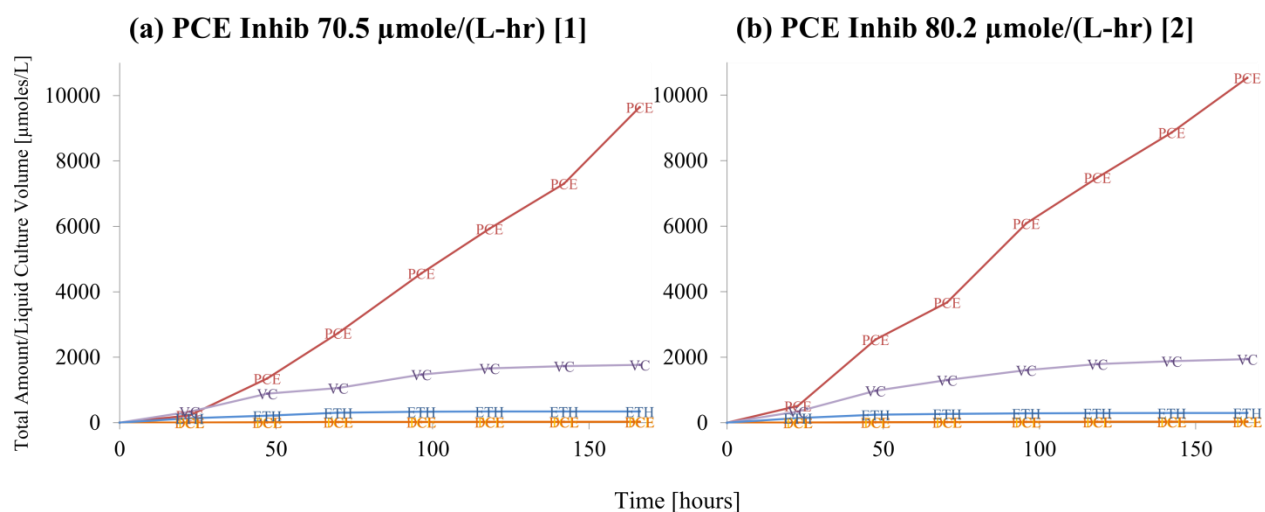 (a) PCE Inhib 70.5 µmole/(L-hr) [1]
(b) PCE Inhib 80.2 µmole/(L-hr) [2]
Total Amount/Liquid Culture Volume [µmoles/L]
10000
8000
6000
4000
2000
0
0
50
100
150
PCE
PCE
PCE
PCE
PCE
PCE
VC
VC
VC
VC
VC
VC
VC
ETH
ETH
ETH
ETH
ETH
ETH
DCE
DCE
DCE
DCE
DCE
DCE
DCE
10000
8000
6000
4000
2000
0
0
50
100
150
PCE
PCE
PCE
PCE
PCE
PCE
PCE
VC
VC
VC
VC
VC
VC
VC
ETH
ETH
ETH
ETH
ETH
ETH
ETH
DCE
DCE
DCE
DCE
DCE
DCE
DCE
Time [hours]